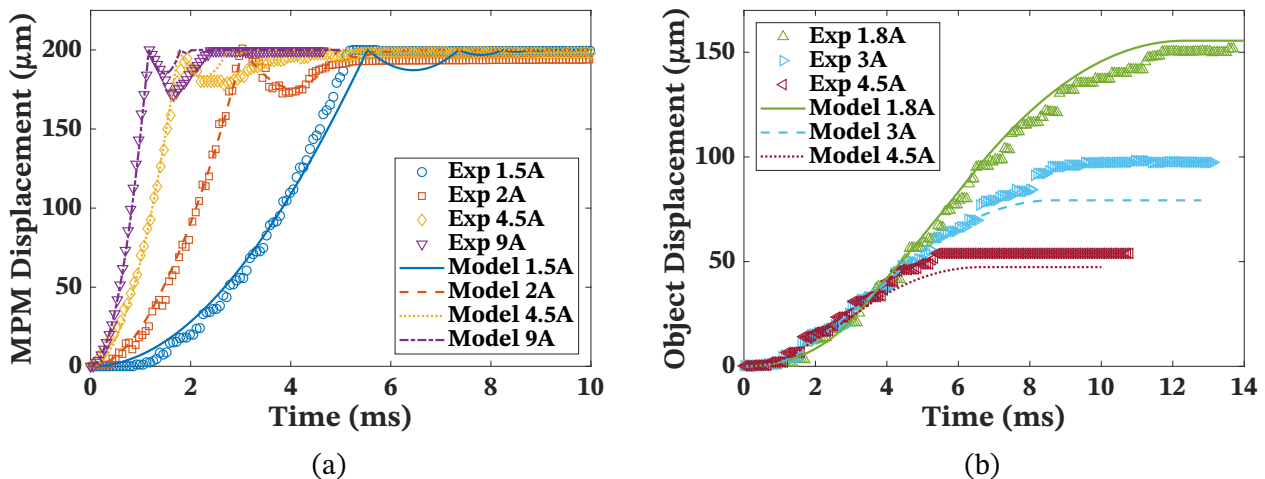 MPM Displacement (μm)
200
150
100
50
0
0
2
4
6
8
10
Time (ms)
Exp 1.5A
Exp 2A
Exp 4.5A
Exp 9A
Model 1.5A
Model 2A
Model 4.5A
Model 9A
(a)
Object Displacement (μm)
150
100
50
0
0
2
4
6
8
10
12
14
Time (ms)
Exp 1.8A
Exp 3A
Exp 4.5A
Model 1.8A
Model 3A
Model 4.5A
(b)